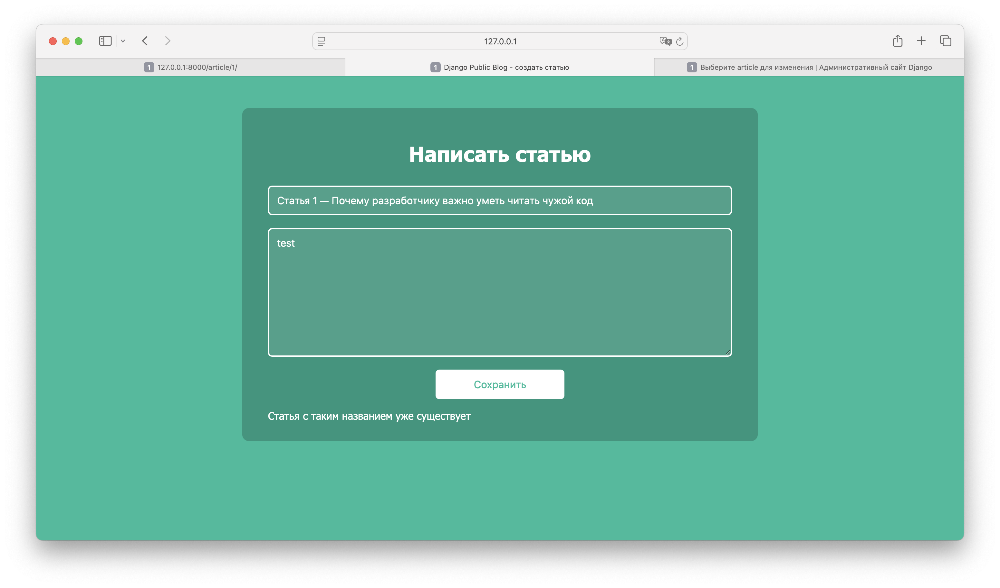 127.0.0.1
1 127.0.0.1:8000/article/1/
1 Django Public Blog - создать статью
1 Выберите article для изменения | Административный сайт Django
Написать статью
Статья 1 — Почему разработчику важно уметь читать чужой код
test
Сохранить
Статья с таким названием уже существует